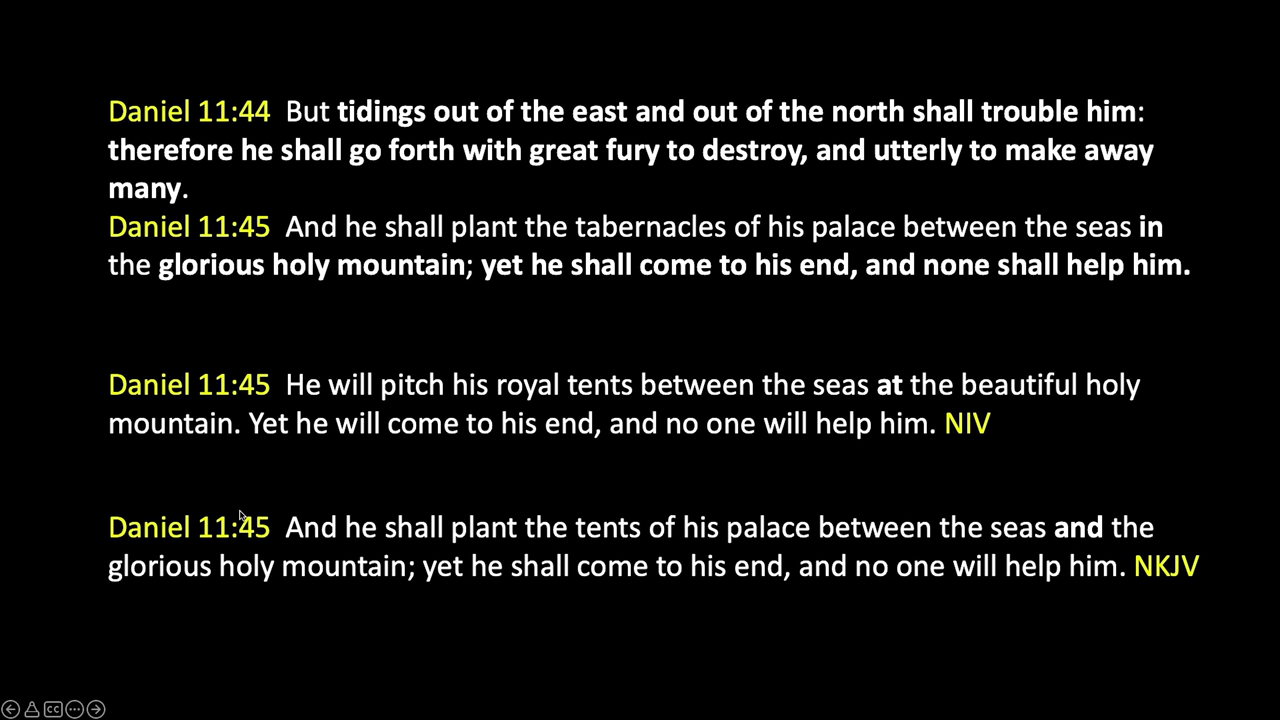 Daniel 11:44 But tidings out of the east and out of the north shall trouble him:
therefore he shall go forth with great fury to destroy, and utterly to make away
many.
Daniel 11:45 And he shall plant the tabernacles of his palace between the seas in
the glorious holy mountain; yet he shall come to his end, and none shall help him.
Daniel 11:45 He will pitch his royal tents between the seas at the beautiful holy
mountain. Yet he will come to his end, and no one will help him. NIV
Daniel 11:45 And he shall plant the tents of his palace between the seas and the
glorious holy mountain; yet he shall come to his end, and no one will help him. NKJV
CC